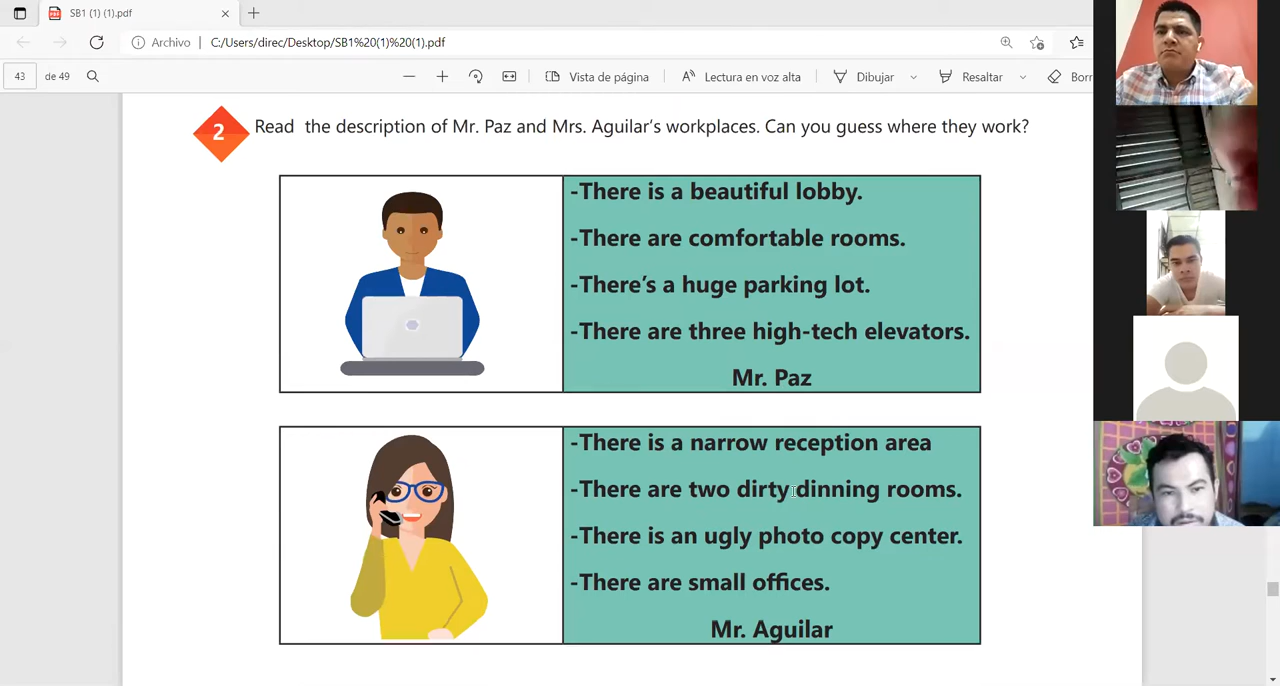 SB1 (1) (1).pdf
Archivo C:/Users/direc/Desktop/SB1%20(1)%20(1).pdf
43 de 49 Vista de página Lectura en voz alta Dibujar Resaltar Borr
2 Read the description of Mr. Paz and Mrs. Aguilar's workplaces. Can you guess where they work?
-There is a beautiful lobby.
-There are comfortable rooms.
-There's a huge parking lot.
-There are three high-tech elevators.
Mr. Paz
-There is a narrow reception area
-There are two dirty dinning rooms.
-There is an ugly photo copy center.
-There are small offices.
Mr. Aguilar